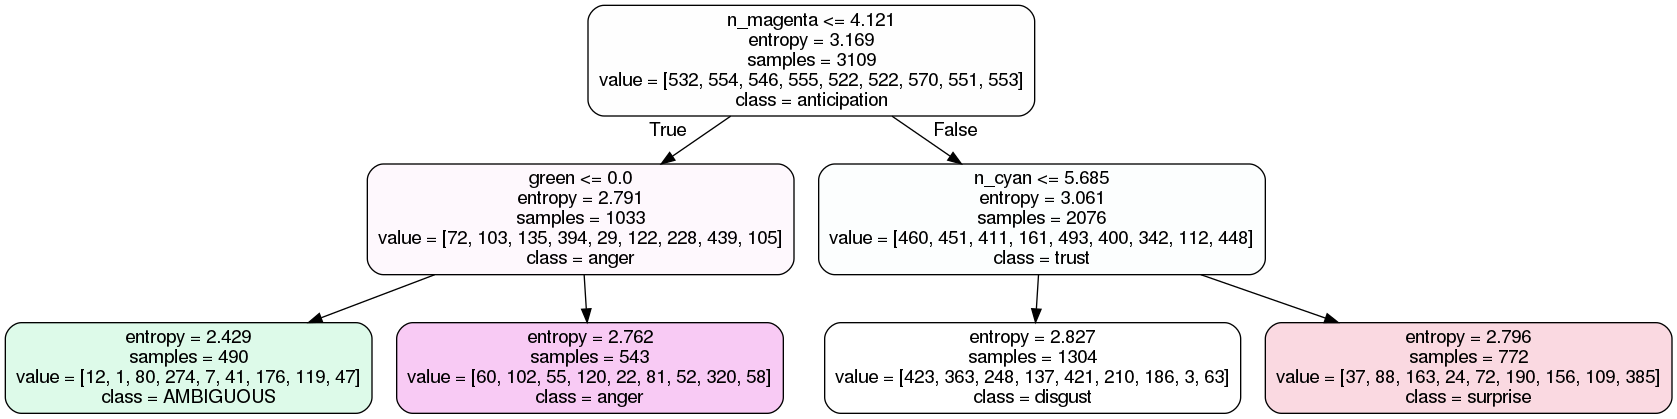 n_magenta <= 4.121
entropy = 3.169
samples = 3109
value = [532, 554, 546, 555, 522, 522, 570, 551, 553]
class = anticipation
True
False
green <= 0.0
entropy = 2.791
samples = 1033
value = [72, 103, 135, 394, 29, 122, 228, 439, 105]
class = anger
n_cyan <= 5.685
entropy = 3.061
samples = 2076
value = [460, 451, 411, 161, 493, 400, 342, 112, 448]
class = trust
entropy = 2.429
samples = 490
value = [12, 1, 80, 274, 7, 41, 176, 119, 47]
class = AMBIGUOUS
entropy = 2.762
samples = 543
value = [60, 102, 55, 120, 22, 81, 52, 320, 58]
class = anger
entropy = 2.827
samples = 1304
value = [423, 363, 248, 137, 421, 210, 186, 3, 63]
class = disgust
entropy = 2.796
samples = 772
value = [37, 88, 163, 24, 72, 190, 156, 109, 385]
class = surprise